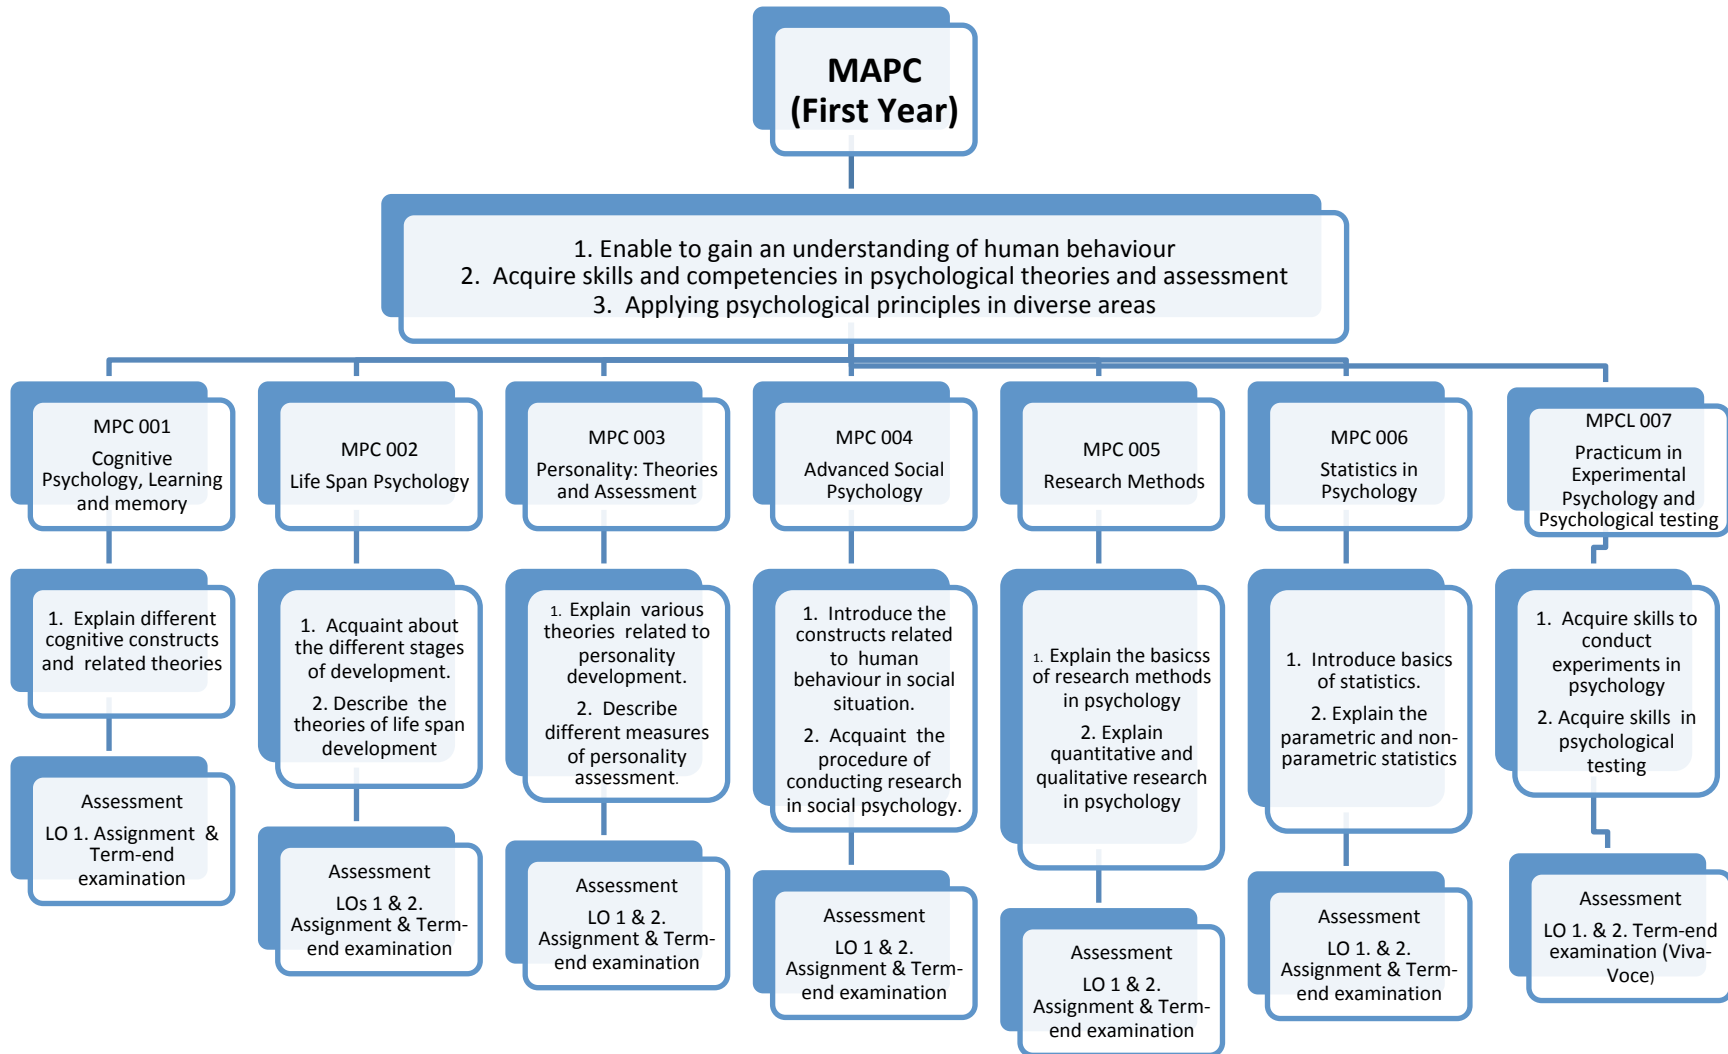 MAPC
(First Year)
1. Enable to gain an understanding of human behaviour
2. Acquire skills and competencies in psychological theories and assessment
3. Applying psychological principles in diverse areas
MPC 001
Cognitive
Psychology, Learning
and memory
MPC 002
Life Span Psychology
MPC 003
Personality: Theories
and Assessment
MPC 004
Advanced Social
Psychology
MPC 005
Research Methods
MPC 006
Statistics in
Psychology
MPCL 007
Practicum in
Experimental
Psychology and
Psychological testing
1. Explain different
cognitive constructs
and related theories
1. Acquaint about
the different stages
of development.
2. Describe the
theories of life span
development
1. Explain various
theories related to
personality
development.
2. Describe
different measures
of personality
assessment.
1. Introduce the
constructs related
to human
behaviour in social
situation.
2. Acquaint the
procedure of
conducting research
in social psychology.
1. Explain the basicss
of research methods
in psychology
2. Explain
quantitative and
qualitative research
in psychology
1. Introduce basics
of statistics.
2. Explain the
parametric and non-
parametric statistics
1. Acquire skills to
conduct
experiments in
psychology
2. Acquire skills in
psychological
testing
Assessment
LO 1. Assignment &
Term-end
examination
Assessment
LOs 1 & 2.
Assignment & Term-
end examination
Assessment
LO 1 & 2.
Assignment & Term-
end examination
Assessment
LO 1 & 2.
Assignment & Term-
end examination
Assessment
LO 1 & 2.
Assignment & Term-
end examination
Assessment
LO 1. & 2.
Assignment & Term-
end examination
Assessment
LO 1. & 2. Term-end
examination (Viva-
Voce)